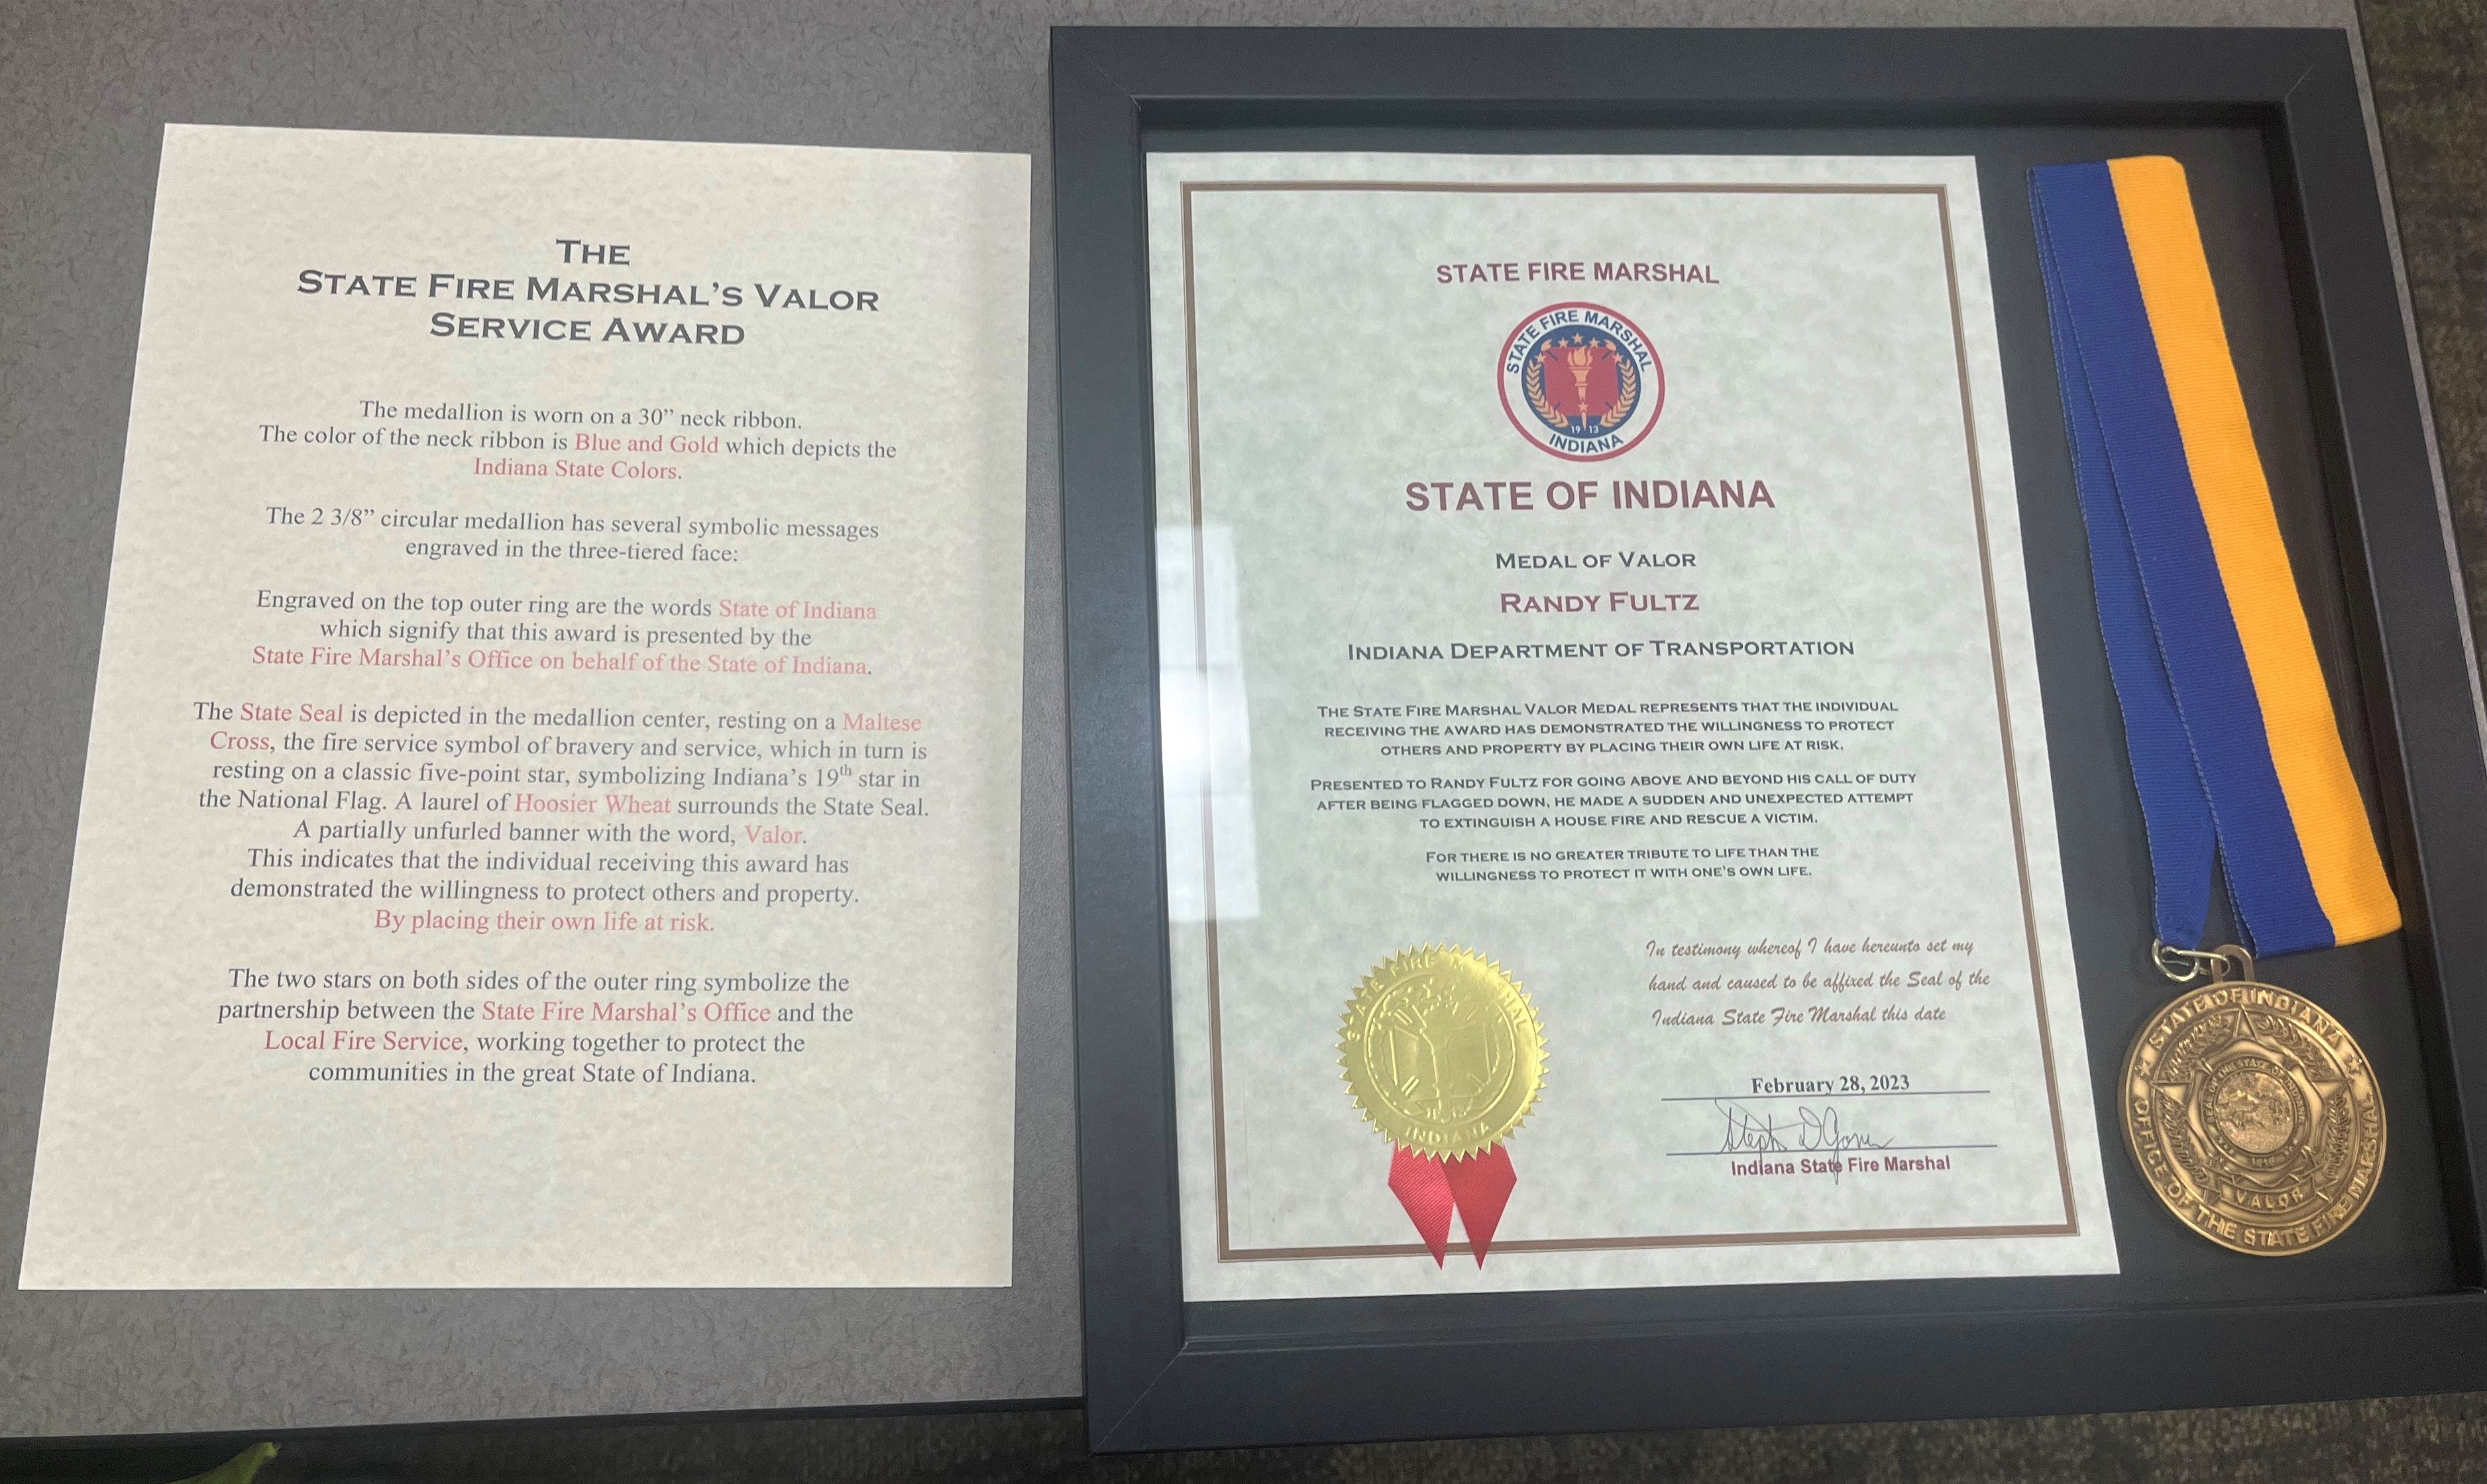 THE
STATE FIRE MARSHAL'S VALOR
SERVICE AWARD
The medallion is worn on a 30” neck ribbon.
The color of the neck ribbon is Blue and Gold which depicts the
Indiana State Colors.
The 2 3/8” circular medallion has several symbolic messages
engraved in the three-tiered face:
Engraved on the top outer ring are the words State of Indiana
which signify that this award is presented by the
State Fire Marshal's Office on behalf of the State of Indiana.
The State Seal is depicted in the medallion center, resting on a Maltese
Cross, the fire service symbol of bravery and service, which in turn is
resting on a classic five-point star, symbolizing Indiana's 19th star in
the National Flag. A laurel of Hoosier Wheat surrounds the State Seal.
A partially unfurled banner with the word, Valor.
This indicates that the individual receiving this award has
demonstrated the willingness to protect others and property.
By placing their own life at risk.
The two stars on both sides of the outer ring symbolize the
partnership between the State Fire Marshal's Office and the
Local Fire Service, working together to protect the
communities in the great State of Indiana.
STATE FIRE MARSHAL
STATE FIRE MARSHAL
19 13
INDIANA
STATE OF INDIANA
MEDAL OF VALOR
RANDY FULTZ
INDIANA DEPARTMENT OF TRANSPORTATION
THE STATE FIRE MARSHAL VALOR MEDAL REPRESENTS THAT THE INDIVIDUAL
RECEIVING THE AWARD HAS DEMONSTRATED THE WILLINGNESS TO PROTECT
OTHERS AND PROPERTY BY PLACING THEIR OWN LIFE AT RISK.
PRESENTED TO RANDY FULTZ FOR GOING ABOVE AND BEYOND HIS CALL OF DUTY
AFTER BEING FLAGGED DOWN, HE MADE A SUDDEN AND UNEXPECTED ATTEMPT
TO EXTINGUISH A HOUSE FIRE AND RESCUE A VICTIM.
FOR THERE IS NO GREATER TRIBUTE TO LIFE THAN THE
WILLINGNESS TO PROTECT IT WITH ONE'S OWN LIFE.
In testimony whereof I have hereunto set my
hand and caused to be affixed the Seal of the
Indiana State Fire Marshal this date
February 28, 2023
Indiana State Fire Marshal
STATE FIRE MARSHAL
INDIANA
STATE OF INDIANA
SEAL OF THE STATE OF INDIANA
1816
VALOR
OFFICE OF THE STATE FIRE MARSHAL